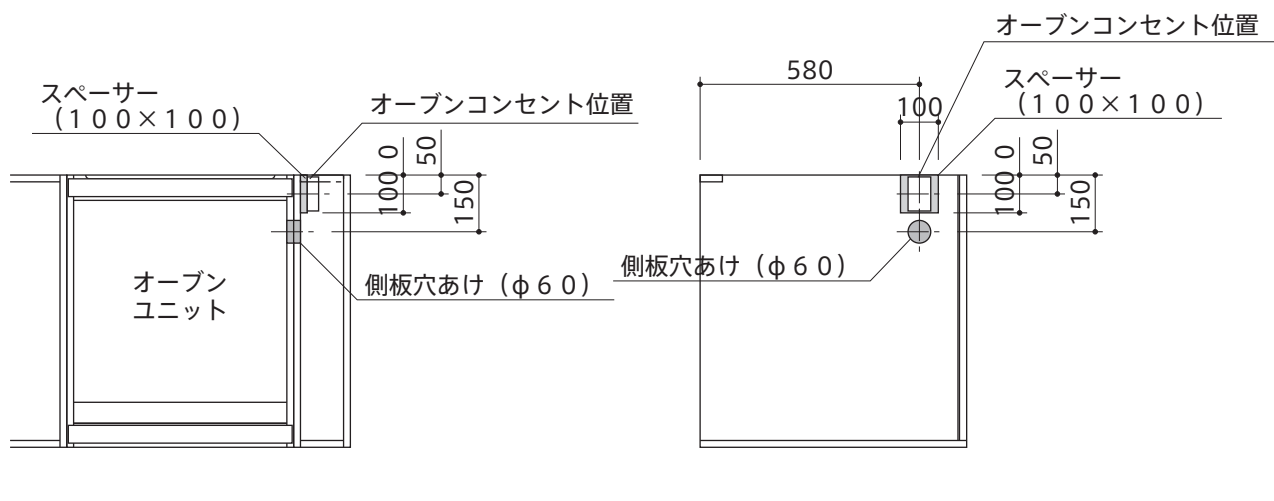 オーブンコンセント位置
580
スペーサー
(１００×１００)
100
スペーサー
(１００×１００)
オーブンコンセント位置
0
50
100
150
0
50
100
150
側板穴あけ（φ６０）
側板穴あけ（φ６０）
オーブン
ユニット